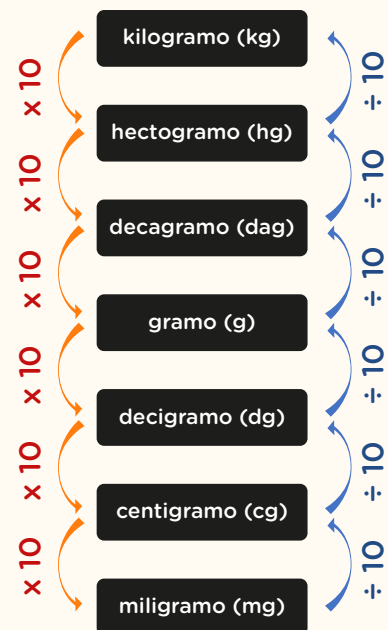 kilogramo (kg)
x 10
÷ 10
hectogramo (hg)
x 10
÷ 10
decagramo (dag)
x 10
÷ 10
gramo (g)
x 10
÷ 10
decigramo (dg)
x 10
÷ 10
centigramo (cg)
x 10
÷ 10
miligramo (mg)